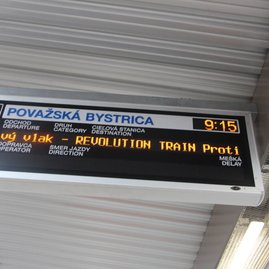 POVAŽSKÁ BYSTRICA
9:15
ODCHOD DRUH CIEĽOVÁ STANICA
DEPARTURE CATEGORY DESTINATION
vý vlak - REVOLUTION TRAIN Proti
DOPRAVCA SMER JAZDY MEŠKÁ
OPERATOR DIRECTION DELAY